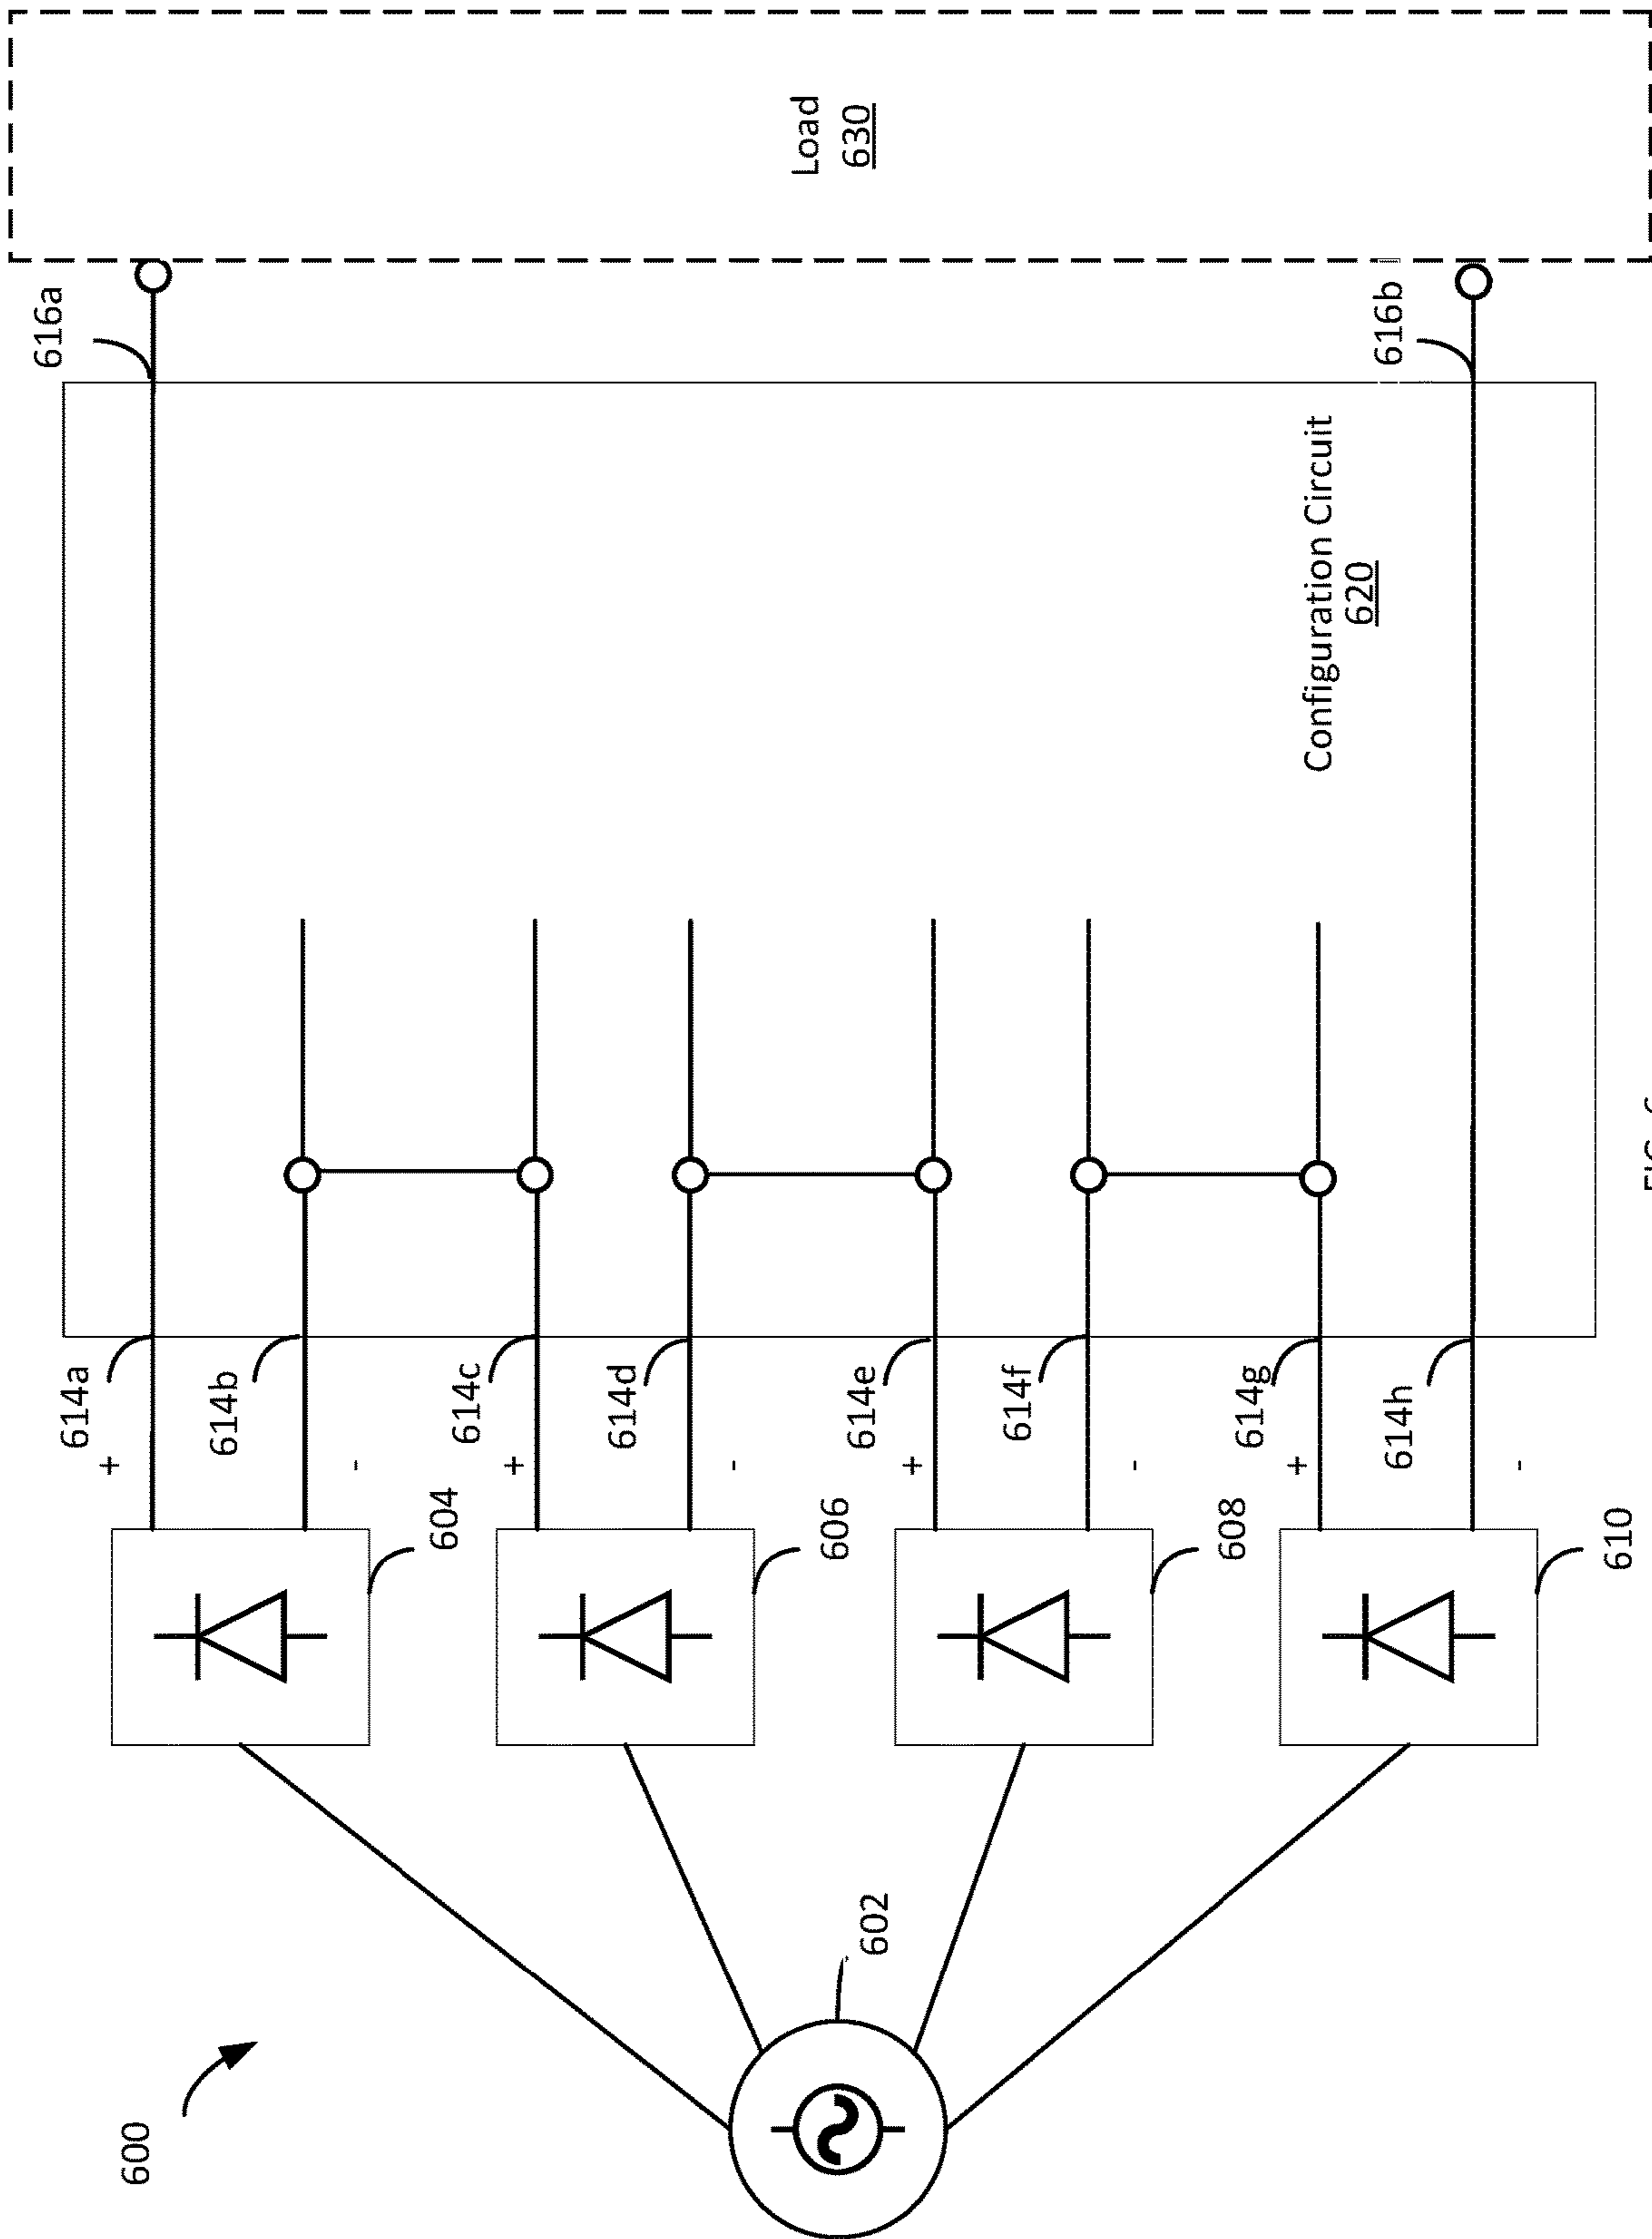 600
602
604
606
608
610
614a
+
614b
-
614c
+
614d
-
614e
+
614f
-
614g
+
614h
-
616a
616b
Configuration Circuit
620
Load
630